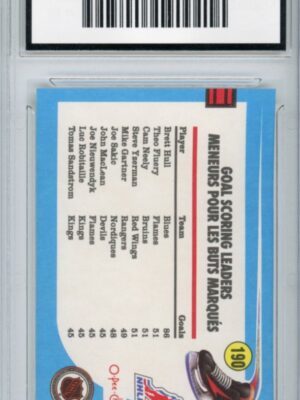 190
GOAL SCORING LEADERS
MENEURS POUR LES BUTS MARQUÉS
Player Team Goals
Brett Hull Blues 86
Theo Fluery Flames 51
Cam Neely Bruins 51
Steve Yzerman Red Wings 51
Mike Gartner Rangers 49
Joe Sakic Nordiques 48
John MacLean Devils 45
Joe Nieuwendyk Flames 45
Luc Robitaille Kings 45
Tomas Sandstrom Kings 45
NHL